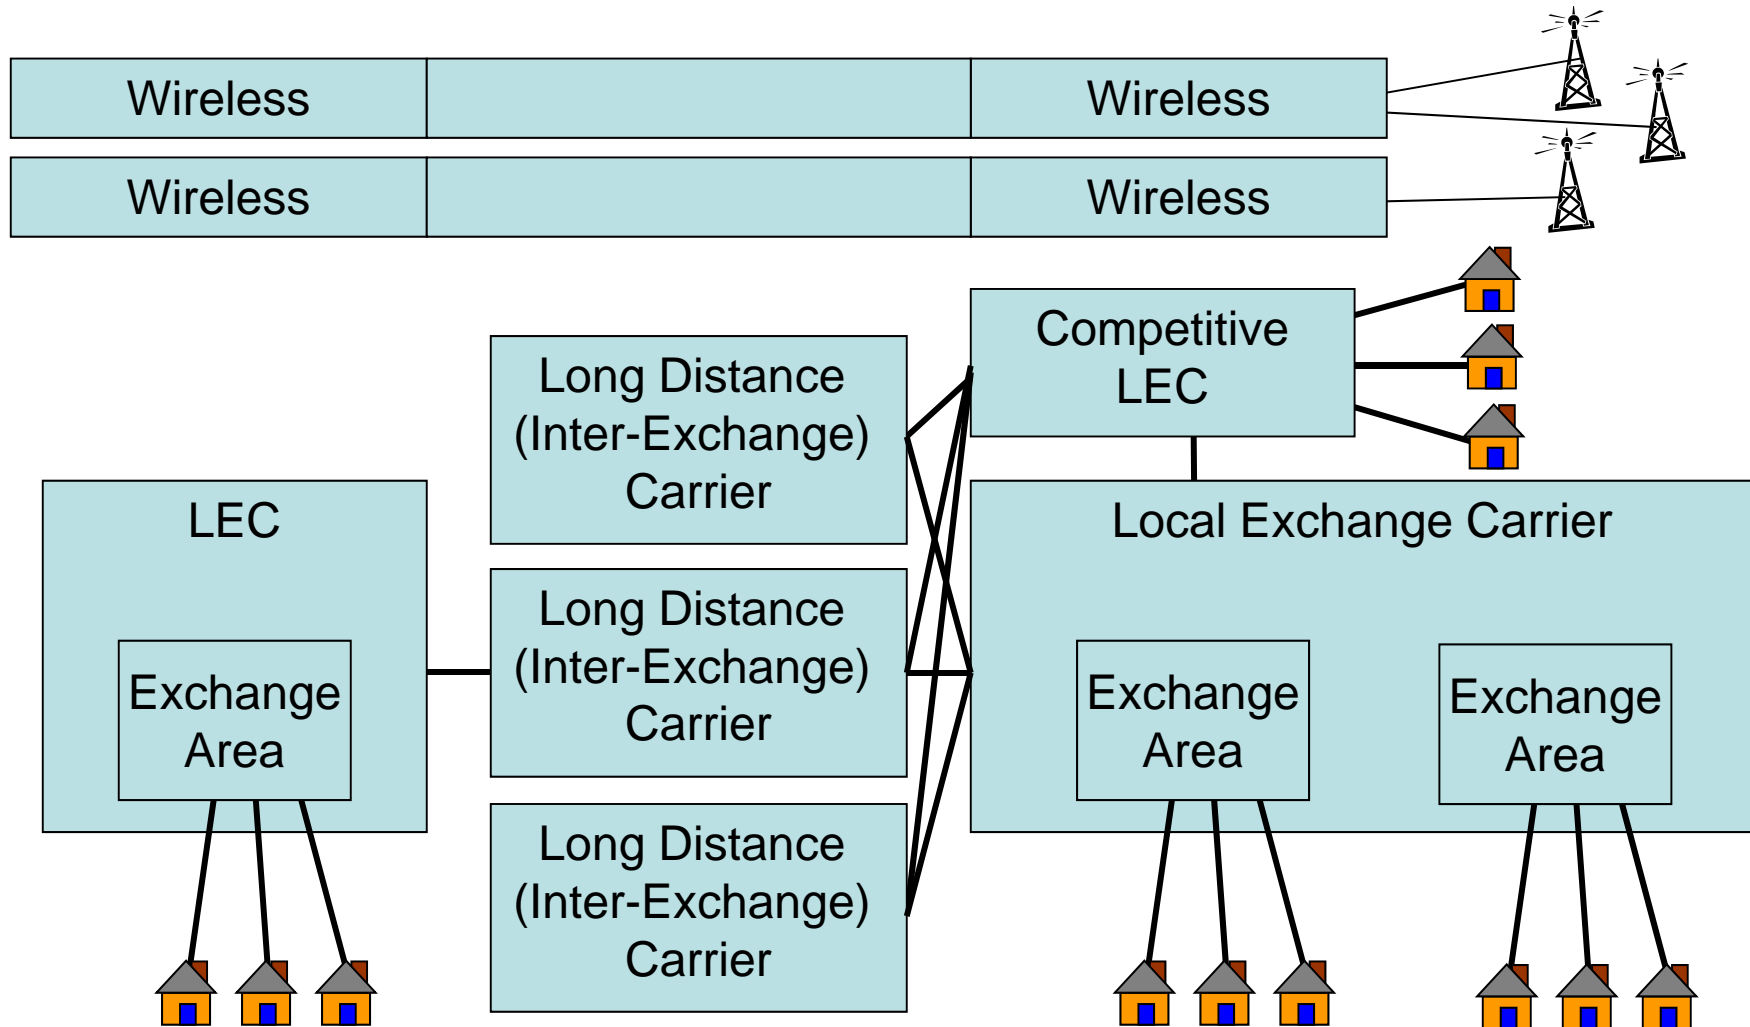 Wireless
Wireless
Wireless
Wireless
Competitive
LEC
Long Distance
(Inter-Exchange)
Carrier
LEC
Local Exchange Carrier
Long Distance
(Inter-Exchange)
Carrier
Exchange
Area
Exchange
Area
Exchange
Area
Long Distance
(Inter-Exchange)
Carrier